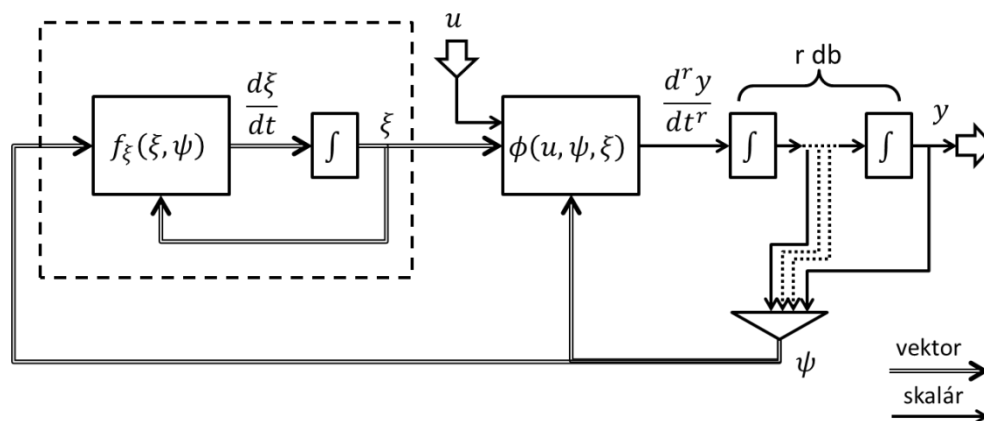 u
r db
dξ/dt
d^r y/dt^r
y
f_ξ(ξ,ψ)
∫
ξ
ϕ(u,ψ,ξ)
∫
∫
ψ
vektor
skalár